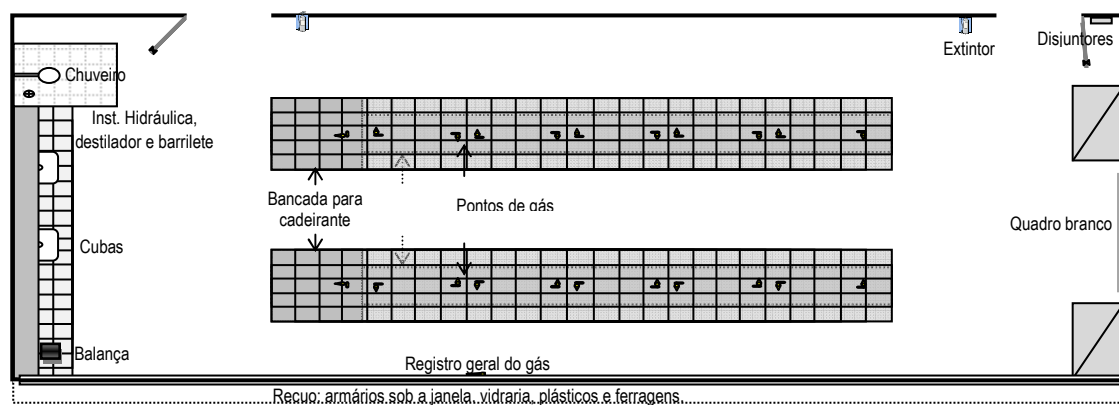 Disjuntores
Extintor
Chuveiro
Inst. Hidráulica,
destilador e barrilete
Bancada para
cadeirante
Pontos de gás
Quadro branco
Cubas
Balança
Registro geral do gás
Recuo: armários sob a janela, vidraria, plásticos e ferragens.